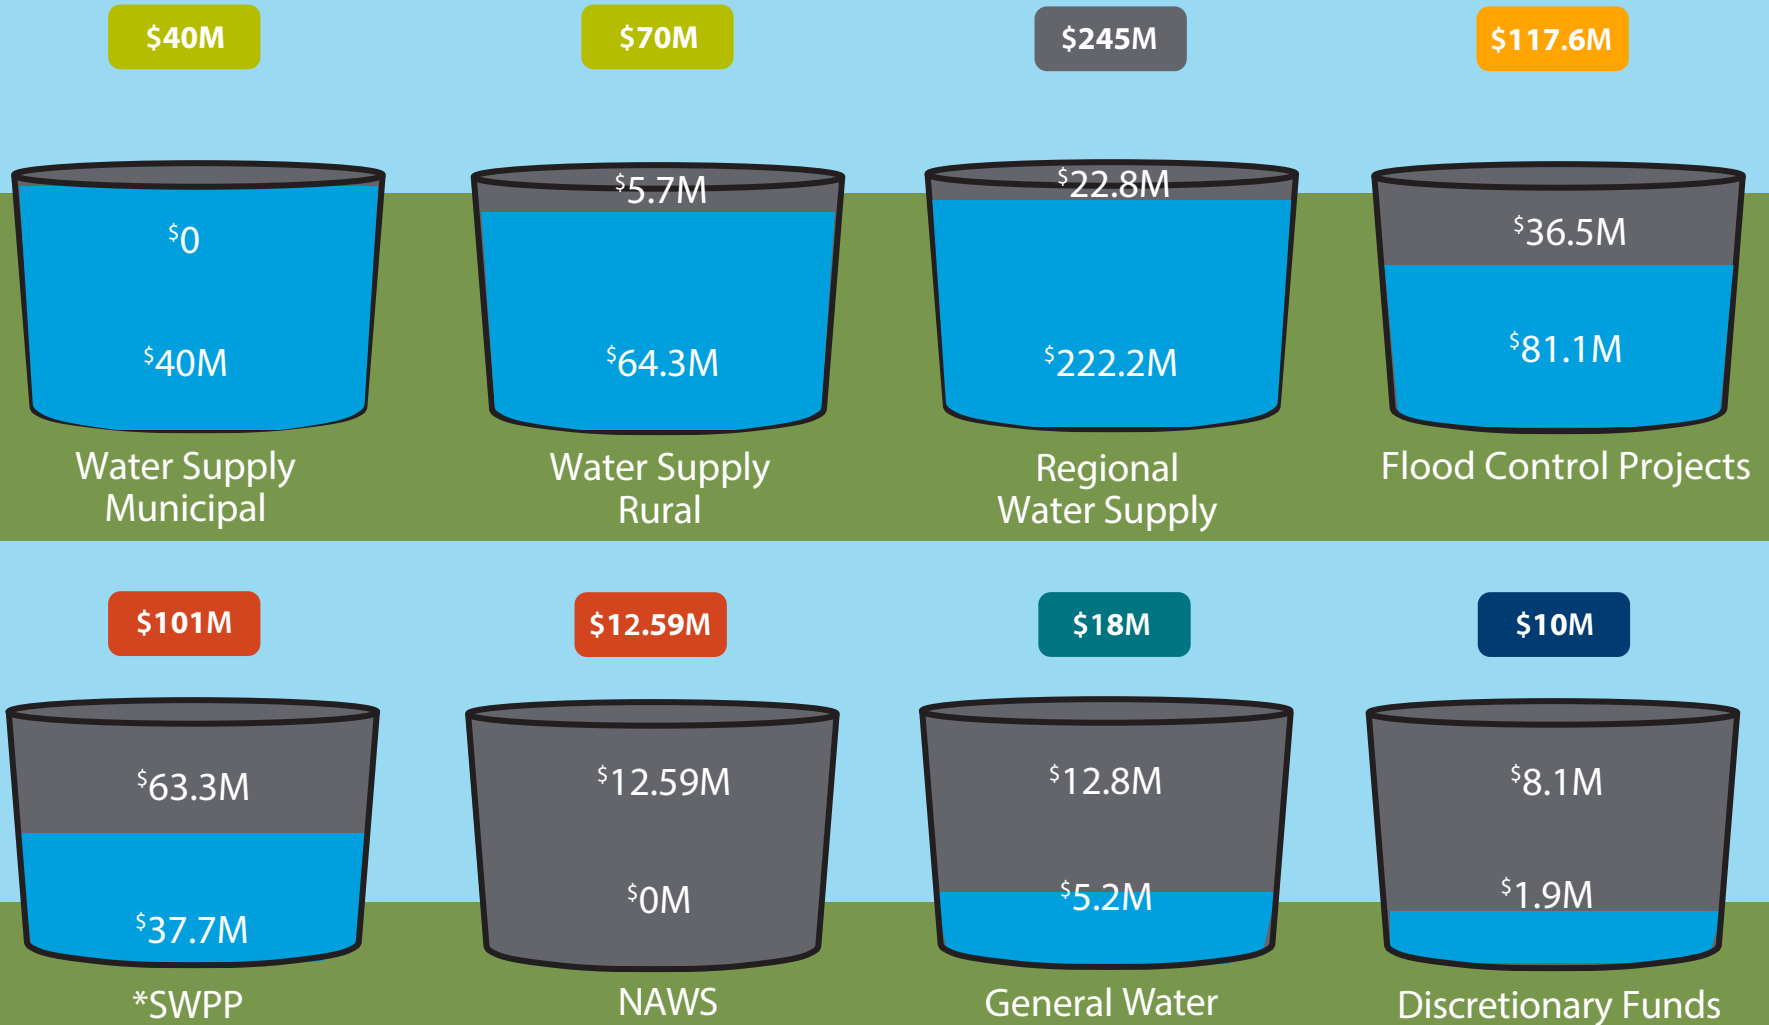 $40M
$70M
$245M
$117.6M
$0
$5.7M
$22.8M
$36.5M
$40M
$64.3M
$222.2M
$81.1M
Water Supply
Municipal
Water Supply
Rural
Regional
Water Supply
Flood Control Projects
$101M
$12.59M
$18M
$10M
$63.3M
$12.59M
$12.8M
$8.1M
$37.7M
$0M
$5.2M
$1.9M
*SWPP
NAWS
General Water
Discretionary Funds